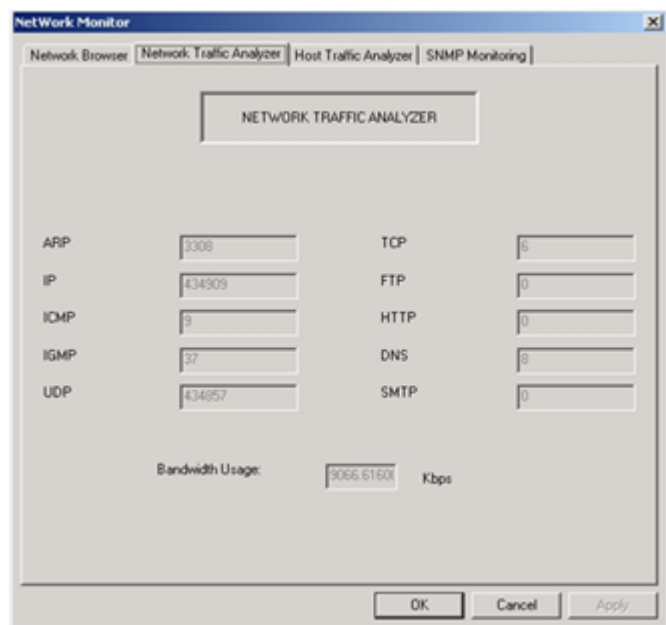 NetWork Monitor
Network Browser Network Traffic Analyzer Host Traffic Analyzer SNMP Monitoring
NETWORK TRAFFIC ANALYZER
ARP 3308 TCP 6
IP 434909 FTP 0
ICMP 9 HTTP 0
IGMP 37 DNS 8
UDP 434857 SMTP 0
Bandwidth Usage: 9066.6160 Kbps
OK Cancel Apply